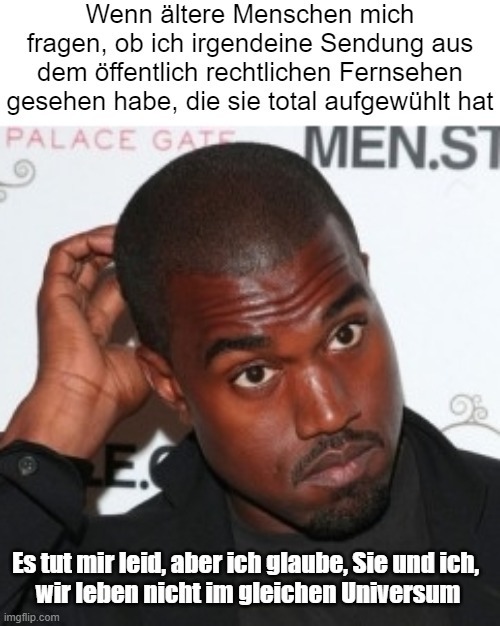 Wenn ältere Menschen mich
fragen, ob ich irgendeine Sendung aus
dem öffentlich rechtlichen Fernsehen
gesehen habe, die sie total aufgewühlt hat
PALACE GATE
MEN.ST
E.
Es tut mir leid, aber ich glaube, Sie und ich,
wir leben nicht im gleichen Universum
imgflip.com